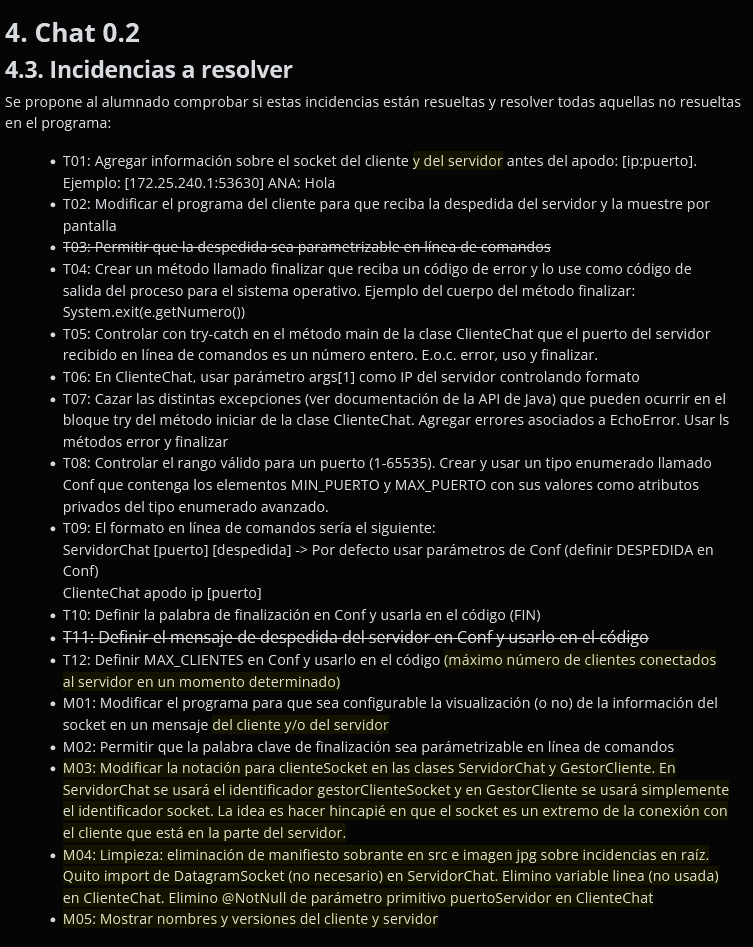 4. Chat 0.2
4.3. Incidencias a resolver
Se propone al alumnado comprobar si estas incidencias están resueltas y resolver todas aquellas no resueltas
en el programa:
• T01: Agregar información sobre el socket del cliente y del servidor antes del apodo: [ip:puerto].
Ejemplo: [172.25.240.1:53630] ANA: Hola
• T02: Modificar el programa del cliente para que reciba la despedida del servidor y la muestre por
pantalla
• T03: Permitir que la despedida sea parametrizable en línea de comandos
• T04: Crear un método llamado finalizar que reciba un código de error y lo use como código de
salida del proceso para el sistema operativo. Ejemplo del cuerpo del método finalizar:
System.exit(e.getNumero())
• T05: Controlar con try-catch en el método main de la clase ClienteChat que el puerto del servidor
recibido en línea de comandos es un número entero. E.o.c. error, uso y finalizar.
• T06: En ClienteChat, usar parámetro args[1] como IP del servidor controlando formato
• T07: Cazar las distintas excepciones (ver documentación de la API de Java) que pueden ocurrir en el
bloque try del método iniciar de la clase ClienteChat. Agregar errores asociados a EchoError. Usar ls
métodos error y finalizar
• T08: Controlar el rango válido para un puerto (1-65535). Crear y usar un tipo enumerado llamado
Conf que contenga los elementos MIN_PUERTO y MAX_PUERTO con sus valores como atributos
privados del tipo enumerado avanzado.
• T09: El formato en línea de comandos sería el siguiente:
ServidorChat [puerto] [despedida] -> Por defecto usar parámetros de Conf (definir DESPEDIDA en
Conf)
ClienteChat apodo ip [puerto]
• T10: Definir la palabra de finalización en Conf y usarla en el código (FIN)
• T11: Definir el mensaje de despedida del servidor en Conf y usarlo en el código
• T12: Definir MAX_CLIENTES en Conf y usarlo en el código (máximo número de clientes conectados
al servidor en un momento determinado)
• M01: Modificar el programa para que sea configurable la visualización (o no) de la información del
socket en un mensaje del cliente y/o del servidor
• M02: Permitir que la palabra clave de finalización sea parámetrizable en línea de comandos
• M03: Modificar la notación para clienteSocket en las clases ServidorChat y GestorCliente. En
ServidorChat se usará el identificador gestorClienteSocket y en GestorCliente se usará simplemente
el identificador socket. La idea es hacer hincapié en que el socket es un extremo de la conexión con
el cliente que está en la parte del servidor.
• M04: Limpieza: eliminación de manifiesto sobrante en src e imagen jpg sobre incidencias en raíz.
Quito import de DatagramSocket (no necesario) en ServidorChat. Elimino variable linea (no usada)
en ClienteChat. Elimino @NotNull de parámetro primitivo puertoServidor en ClienteChat
• M05: Mostrar nombres y versiones del cliente y servidor